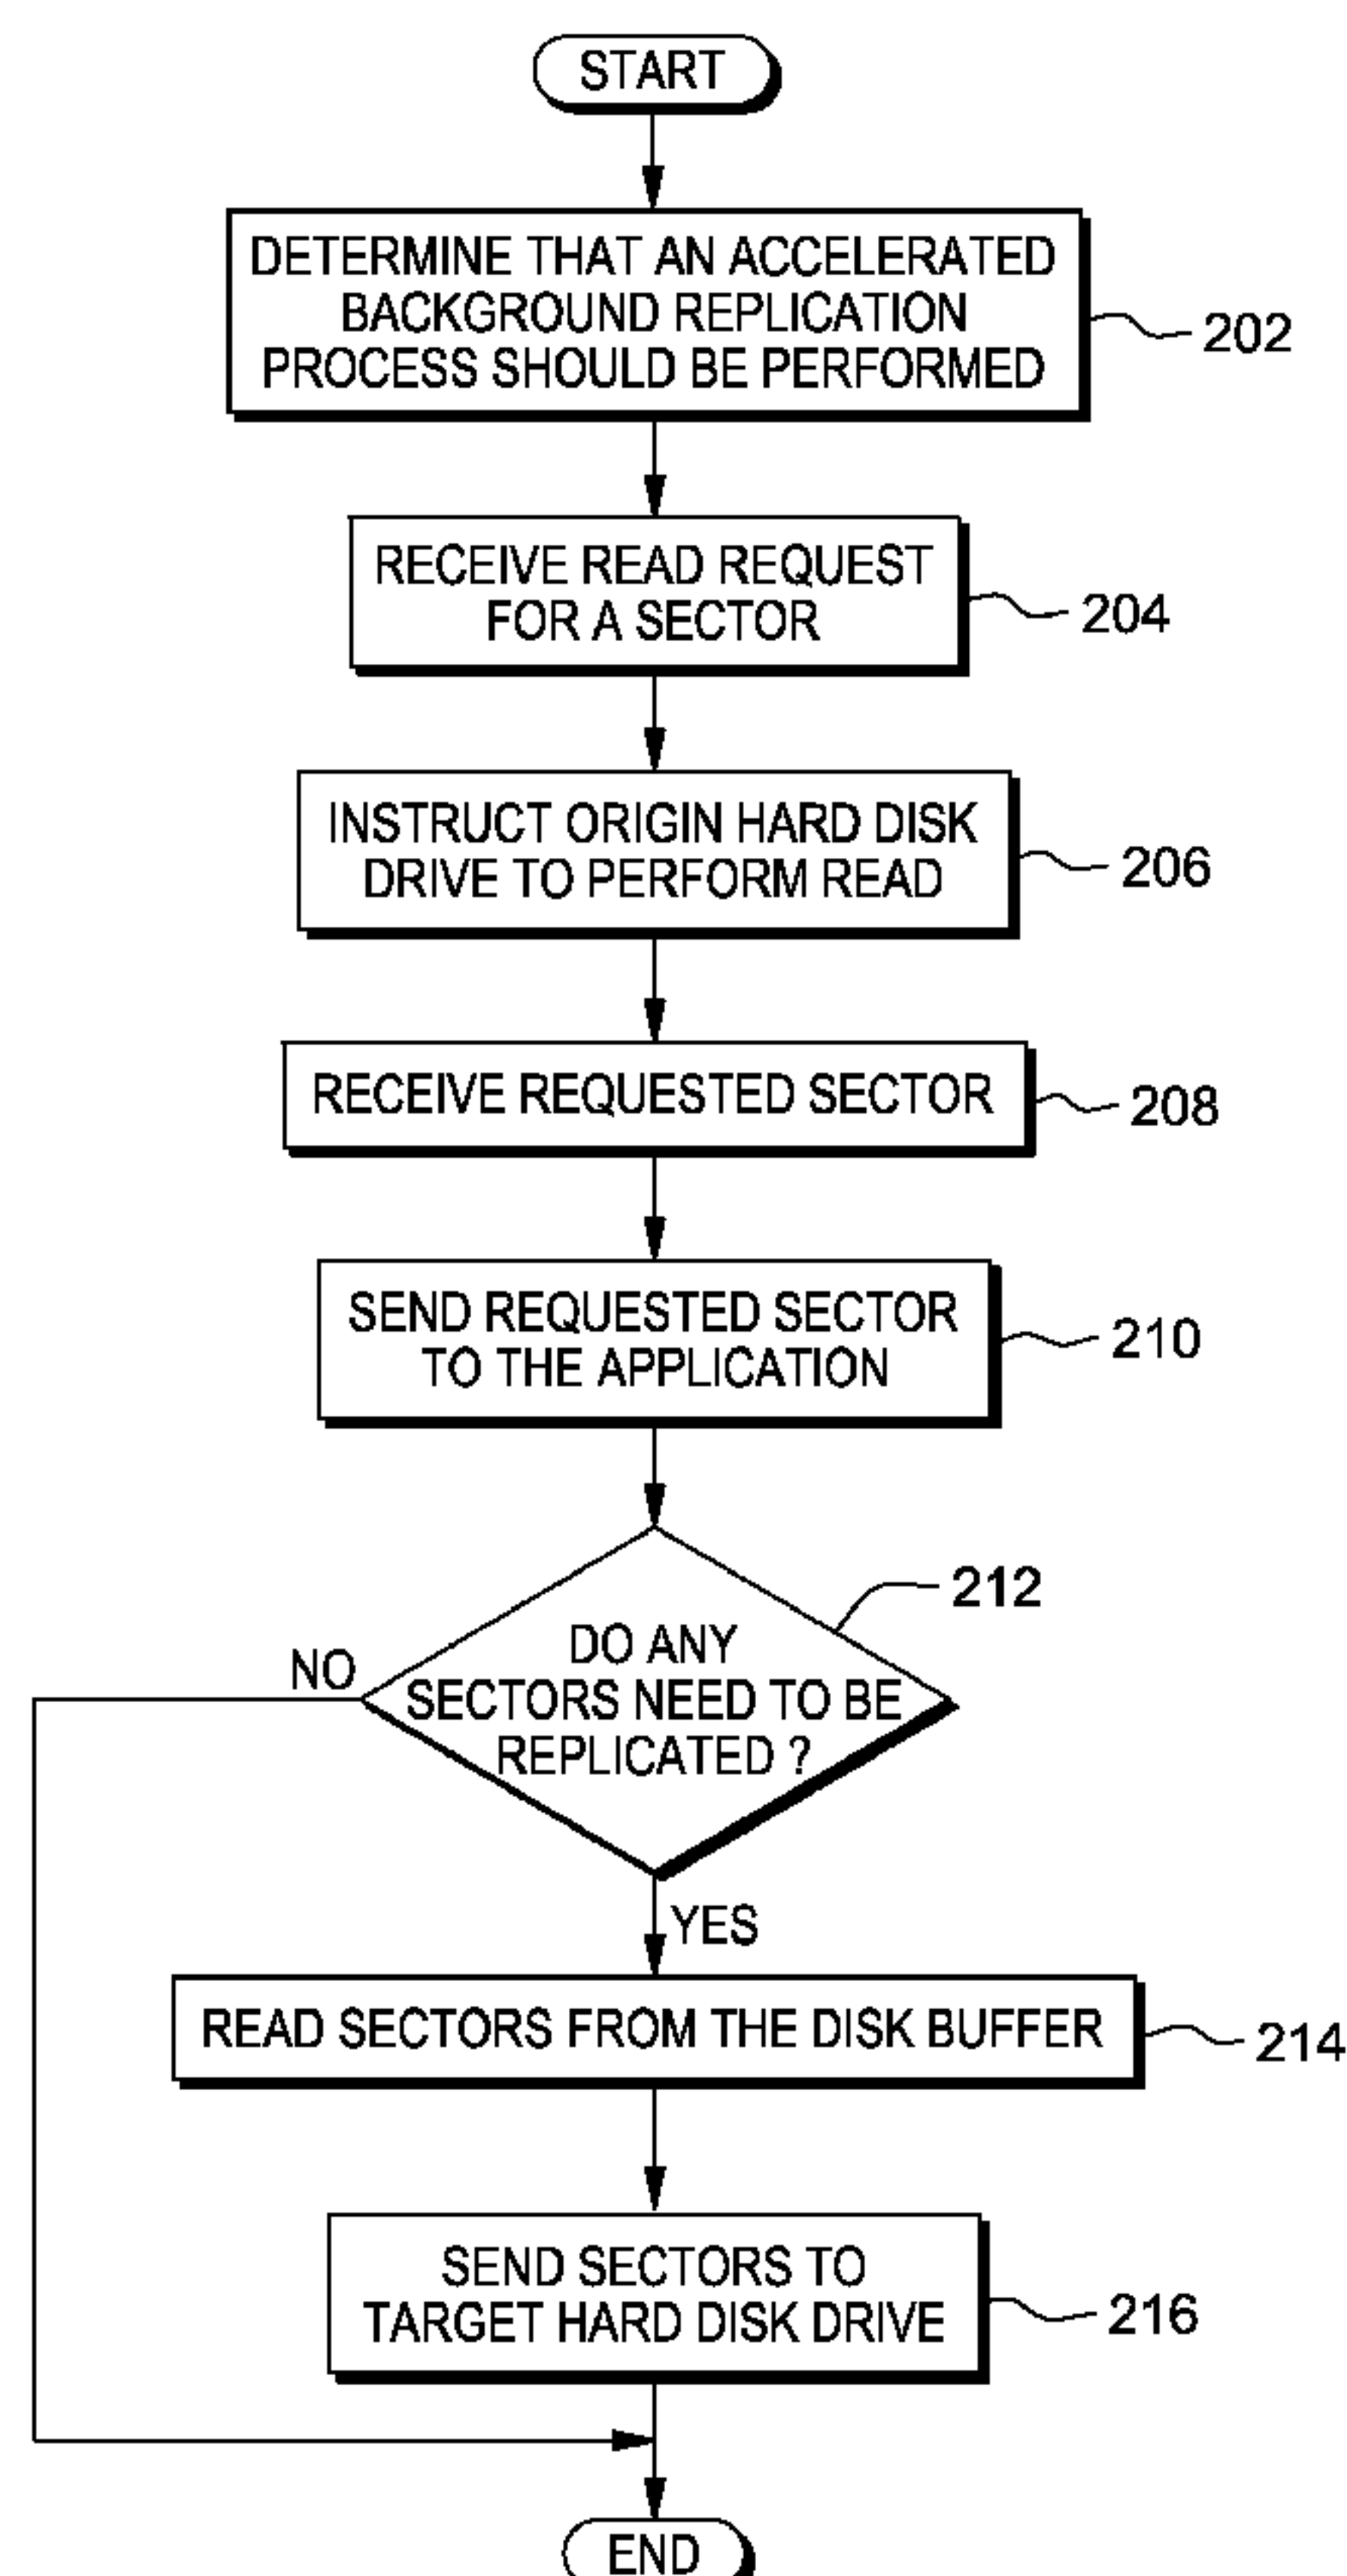 START
DETERMINE THAT AN ACCELERATED
BACKGROUND REPLICATION
PROCESS SHOULD BE PERFORMED
202
RECEIVE READ REQUEST
FOR A SECTOR
204
INSTRUCT ORIGIN HARD DISK
DRIVE TO PERFORM READ
206
RECEIVE REQUESTED SECTOR
208
SEND REQUESTED SECTOR
TO THE APPLICATION
210
212
DO ANY
SECTORS NEED TO BE
REPLICATED ?
NO
YES
READ SECTORS FROM THE DISK BUFFER
214
SEND SECTORS TO
TARGET HARD DISK DRIVE
216
END